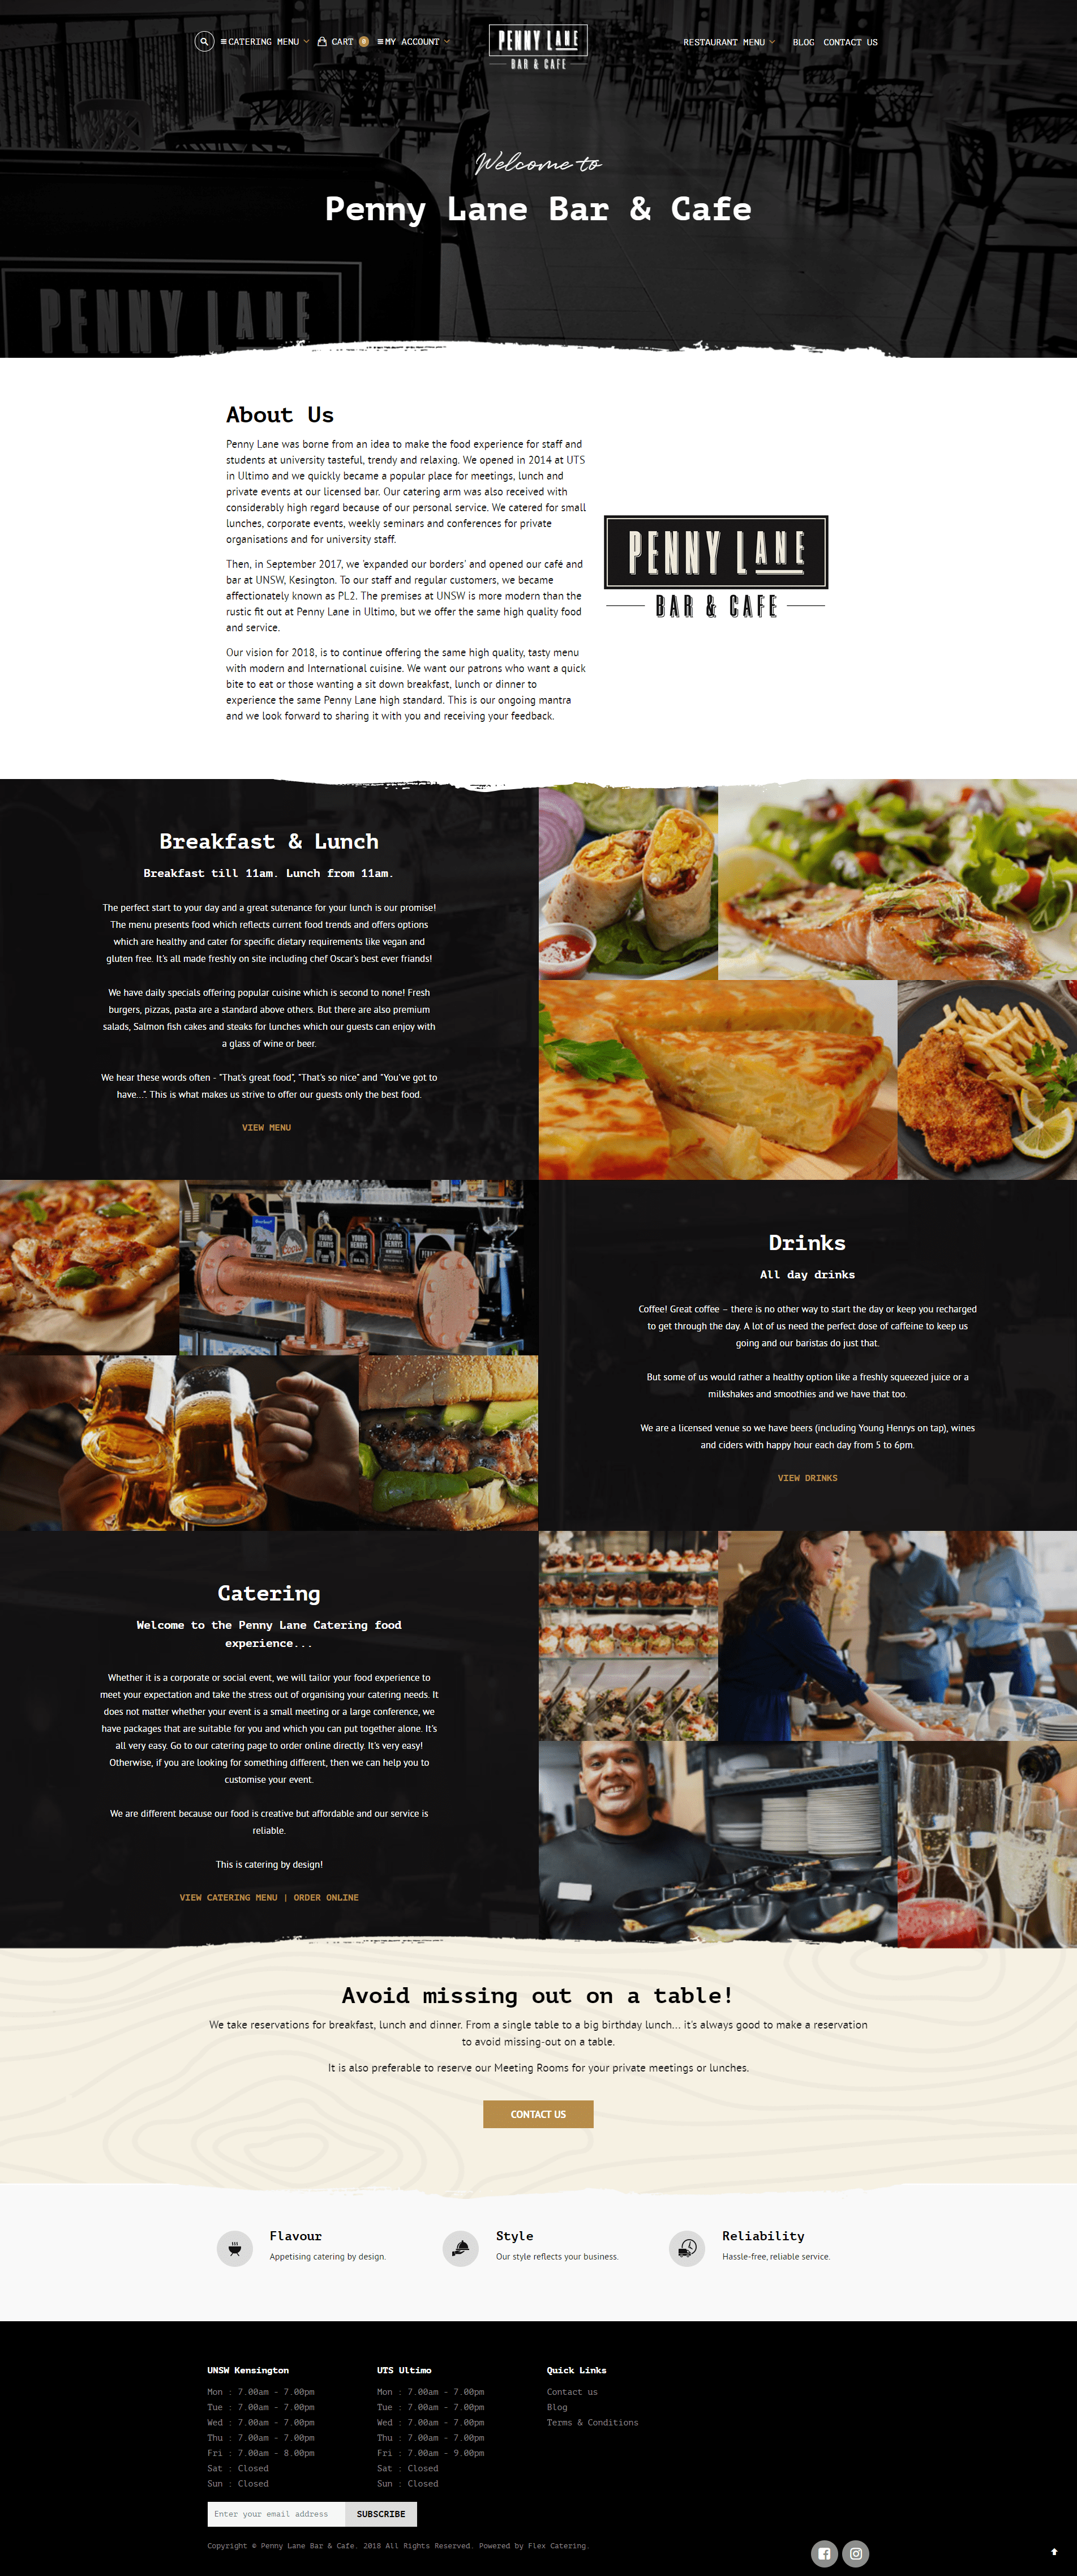 CATERING MENU CART 0 MY ACCOUNT
PENNY LANE
BAR & CAFE
RESTAURANT MENU BLOG CONTACT US
Welcome to
Penny Lane Bar & Cafe
PENNY LANE
About Us
Penny Lane was borne from an idea to make the food experience for staff and
students at university tasteful, trendy and relaxing. We opened in 2014 at UTS
in Ultimo and we quickly became a popular place for meetings, lunch and
private events at our licensed bar. Our catering arm was also received with
considerably high regard because of our personal service. We catered for small
lunches, corporate events, weekly seminars and conferences for private
organisations and for university staff.
Then, in September 2017, we 'expanded our borders' and opened our café and
bar at UNSW, Kesington. To our staff and regular customers, we became
affectionately known as PL2. The premises at UNSW is more modern than the
rustic fit out at Penny Lane in Ultimo, but we offer the same high quality food
and service.
Our vision for 2018, is to continue offering the same high quality, tasty menu
with modern and International cuisine. We want our patrons who want a quick
bite to eat or those wanting a sit down breakfast, lunch or dinner to
experience the same Penny Lane high standard. This is our ongoing mantra
and we look forward to sharing it with you and receiving your feedback.
PENNY LANE
BAR & CAFE
Breakfast & Lunch
Breakfast till 11am. Lunch from 11am.
The perfect start to your day and a great sutenance for your lunch is our promise!
The menu presents food which reflects current food trends and offers options
which are healthy and cater for specific dietary requirements like vegan and
gluten free. It's all made freshly on site including chef Oscar's best ever friands!
We have daily specials offering popular cuisine which is second to none! Fresh
burgers, pizzas, pasta are a standard above others. But there are also premium
salads, Salmon fish cakes and steaks for lunches which our guests can enjoy with
a glass of wine or beer.
We hear these words often - "That's great food", "That's so nice" and "You've got to
have...". This is what makes us strive to offer our guests only the best food.
VIEW MENU
YOUNG HENRYS YOUNG HENRYS YOUNG HENRYS
Drinks
All day drinks
Coffee! Great coffee – there is no other way to start the day or keep you recharged
to get through the day. A lot of us need the perfect dose of caffeine to keep us
going and our baristas do just that.
But some of us would rather a healthy option like a freshly squeezed juice or a
milkshakes and smoothies and we have that too.
We are a licensed venue so we have beers (including Young Henrys on tap), wines
and ciders with happy hour each day from 5 to 6pm.
VIEW DRINKS
Catering
Welcome to the Penny Lane Catering food
experience...
Whether it is a corporate or social event, we will tailor your food experience to
meet your expectation and take the stress out of organising your catering needs. It
does not matter whether your event is a small meeting or a large conference, we
have packages that are suitable for you and which you can put together alone. It's
all very easy. Go to our catering page to order online directly. It's very easy!
Otherwise, if you are looking for something different, then we can help you to
customise your event.
We are different because our food is creative but affordable and our service is
reliable.
This is catering by design!
VIEW CATERING MENU | ORDER ONLINE
Avoid missing out on a table!
We take reservations for breakfast, lunch and dinner. From a single table to a big birthday lunch... it's always good to make a reservation
to avoid missing-out on a table.
It is also preferable to reserve our Meeting Rooms for your private meetings or lunches.
CONTACT US
Flavour
Appetising catering by design.
Style
Our style reflects your business.
Reliability
Hassle-free, reliable service.
UNSW Kensington
Mon : 7.00am - 7.00pm
Tue : 7.00am - 7.00pm
Wed : 7.00am - 7.00pm
Thu : 7.00am - 7.00pm
Fri : 7.00am - 8.00pm
Sat : Closed
Sun : Closed
UTS Ultimo
Mon : 7.00am - 7.00pm
Tue : 7.00am - 7.00pm
Wed : 7.00am - 7.00pm
Thu : 7.00am - 7.00pm
Fri : 7.00am - 9.00pm
Sat : Closed
Sun : Closed
Quick Links
Contact us
Blog
Terms & Conditions
Enter your email address SUBSCRIBE
Copyright © Penny Lane Bar & Cafe. 2018 All Rights Reserved. Powered by Flex Catering.